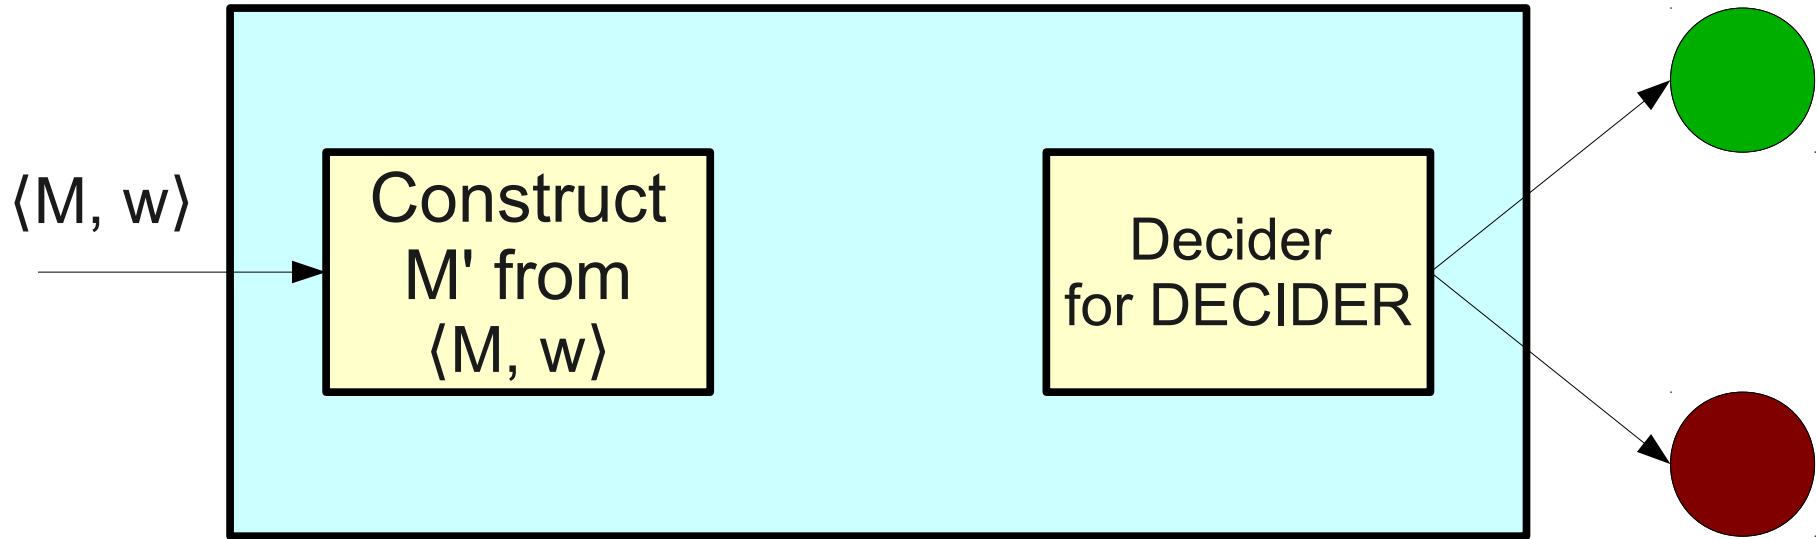 ⟨M, w⟩
Construct
M' from
⟨M, w⟩
Decider
for DECIDER